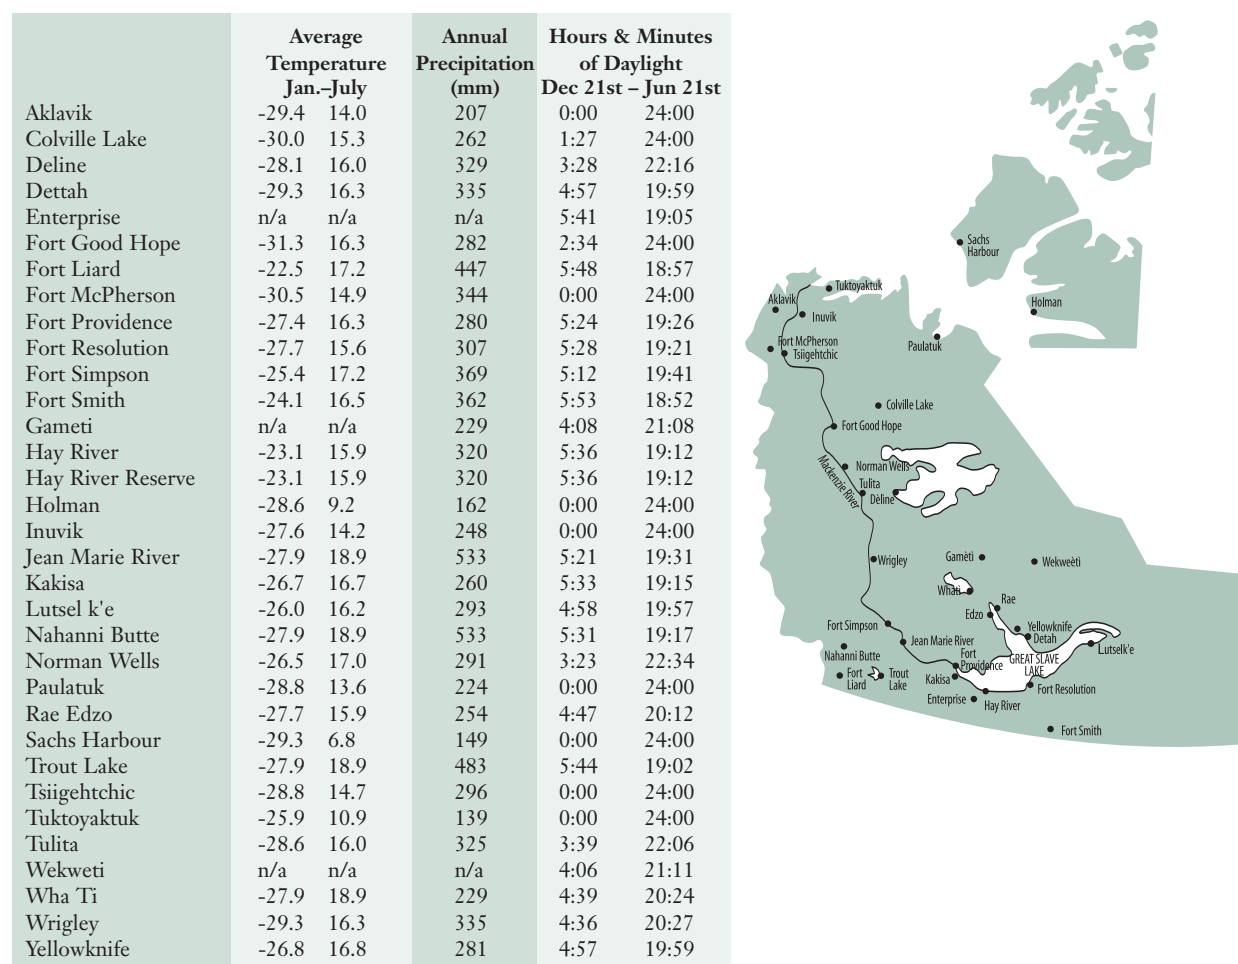 Average Annual Hours & Minutes
Temperature Precipitation of Daylight
Jan.–July (mm) Dec 21st – Jun 21st
Aklavik -29.4 14.0 207 0:00 24:00
Colville Lake -30.0 15.3 262 1:27 24:00
Deline -28.1 16.0 329 3:28 22:16
Dettah -29.3 16.3 335 4:57 19:59
Enterprise n/a n/a n/a 5:41 19:05
Fort Good Hope -31.3 16.3 282 2:34 24:00
Fort Liard -22.5 17.2 447 5:48 18:57
Fort McPherson -30.5 14.9 344 0:00 24:00
Fort Providence -27.4 16.3 280 5:24 19:26
Fort Resolution -27.7 15.6 307 5:28 19:21
Fort Simpson -25.4 17.2 369 5:12 19:41
Fort Smith -24.1 16.5 362 5:53 18:52
Gameti n/a n/a 229 4:08 21:08
Hay River -23.1 15.9 320 5:36 19:12
Hay River Reserve -23.1 15.9 320 5:36 19:12
Holman -28.6 9.2 162 0:00 24:00
Inuvik -27.6 14.2 248 0:00 24:00
Jean Marie River -27.9 18.9 533 5:21 19:31
Kakisa -26.7 16.7 260 5:33 19:15
Lutsel k'e -26.0 16.2 293 4:58 19:57
Nahanni Butte -27.9 18.9 533 5:31 19:17
Norman Wells -26.5 17.0 291 3:23 22:34
Paulatuk -28.8 13.6 224 0:00 24:00
Rae Edzo -27.7 15.9 254 4:47 20:12
Sachs Harbour -29.3 6.8 149 0:00 24:00
Trout Lake -27.9 18.9 483 5:44 19:02
Tsiigehtchic -28.8 14.7 296 0:00 24:00
Tuktoyaktuk -25.9 10.9 139 0:00 24:00
Tulita -28.6 16.0 325 3:39 22:06
Wekweti n/a n/a n/a 4:06 21:11
Wha Ti -27.9 18.9 229 4:39 20:24
Wrigley -29.3 16.3 335 4:36 20:27
Yellowknife -26.8 16.8 281 4:57 19:59
Sachs
Harbour
Tuktoyaktuk
Aklavik
Holman
Inuvik
Fort McPherson
Tsiigehtchic
Paulatuk
Colville Lake
Fort Good Hope
Mackenzie River
Norman Wells
Tulita
Dèline
Wrigley
Gamèti
Wekweèti
Whatì
Rae
Edzo
Fort Simpson
Yellowknife
Detah
Jean Marie River
Lutselk'e
Nahanni Butte
Fort
Providence
GREAT SLAVE
LAKE
Fort
Liard
Trout
Lake
Kakisa
Fort Resolution
Enterprise
Hay River
Fort Smith